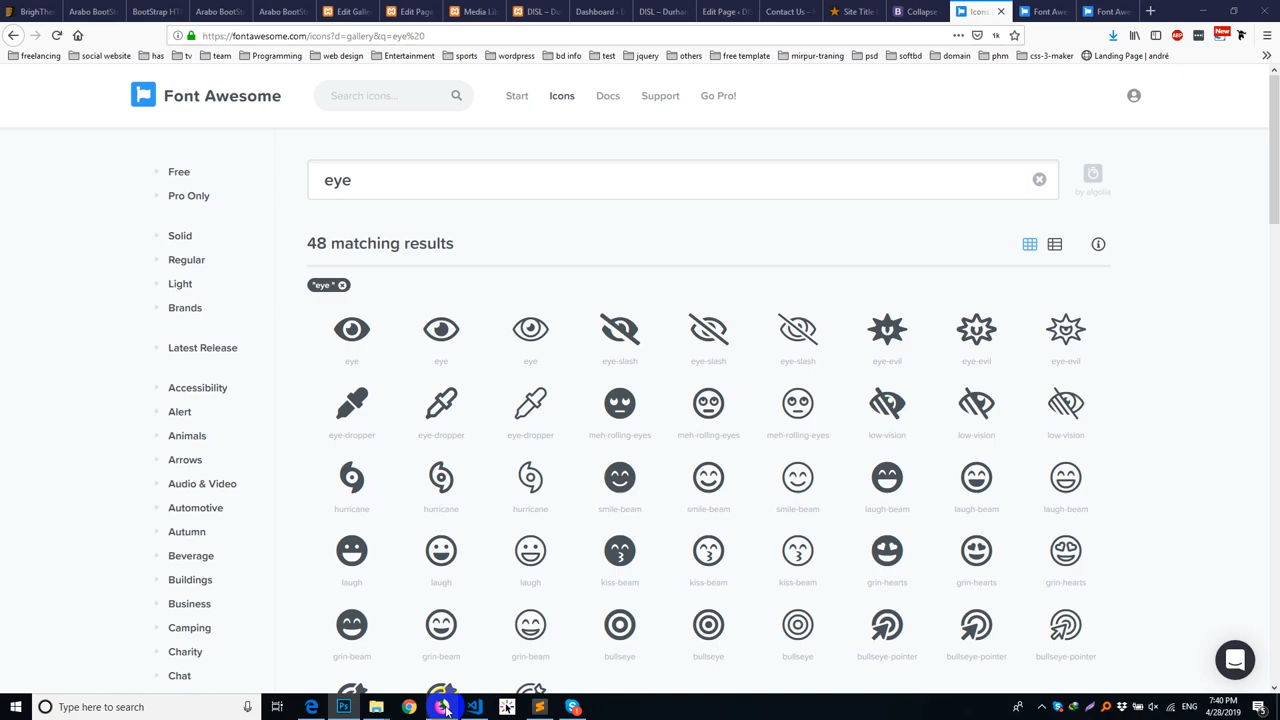 BrighTho
Arabo BootSt
BootStrap HT
Arabo BootSt
Arabo BootSt
Edit Galler
Edit Page
Media Li
DISL – D
Dashboard ‹ D
DISL – Durhan
Edit Page ‹ DI
Contact Us –
Site Title
Collapse
Icons
Font Awe
Font Awe
https://fontawesome.com/icons?d=gallery&q=eye%20
1k
New
freelancing
social website
has
tv
team
Programming
web design
Entertainment
sports
wordpress
bd info
test
jquery
others
free template
mirpur-traning
psd
softbd
domain
phm
css-3-maker
Landing Page | andré
Font Awesome
Search icons...
Start
Icons
Docs
Support
Go Pro!
Free
Pro Only
Solid
Regular
Light
Brands
Latest Release
Accessibility
Alert
Animals
Arrows
Audio & Video
Automotive
Autumn
Beverage
Buildings
Business
Camping
Charity
Chat
eye
by algolia
48 matching results
"eye "
eye eye eye eye-slash eye-slash eye-slash eye-evil eye-evil eye-evil
eye-dropper eye-dropper eye-dropper meh-rolling-eyes meh-rolling-eyes meh-rolling-eyes low-vision low-vision low-vision
hurricane hurricane hurricane smile-beam smile-beam smile-beam laugh-beam laugh-beam laugh-beam
laugh laugh laugh kiss-beam kiss-beam kiss-beam grin-hearts grin-hearts grin-hearts
grin-beam grin-beam grin-beam bullseye bullseye bullseye bullseye-pointer bullseye-pointer bullseye-pointer
Type here to search
Ps
ENG
7:40 PM
4/28/2019
5